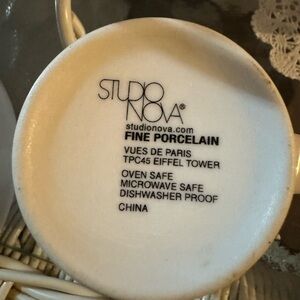 STUDIO
NOVA®
studionova.com
FINE PORCELAIN
VUES DE PARIS
TPC45 EIFFEL TOWER
OVEN SAFE
MICROWAVE SAFE
DISHWASHER PROOF
CHINA